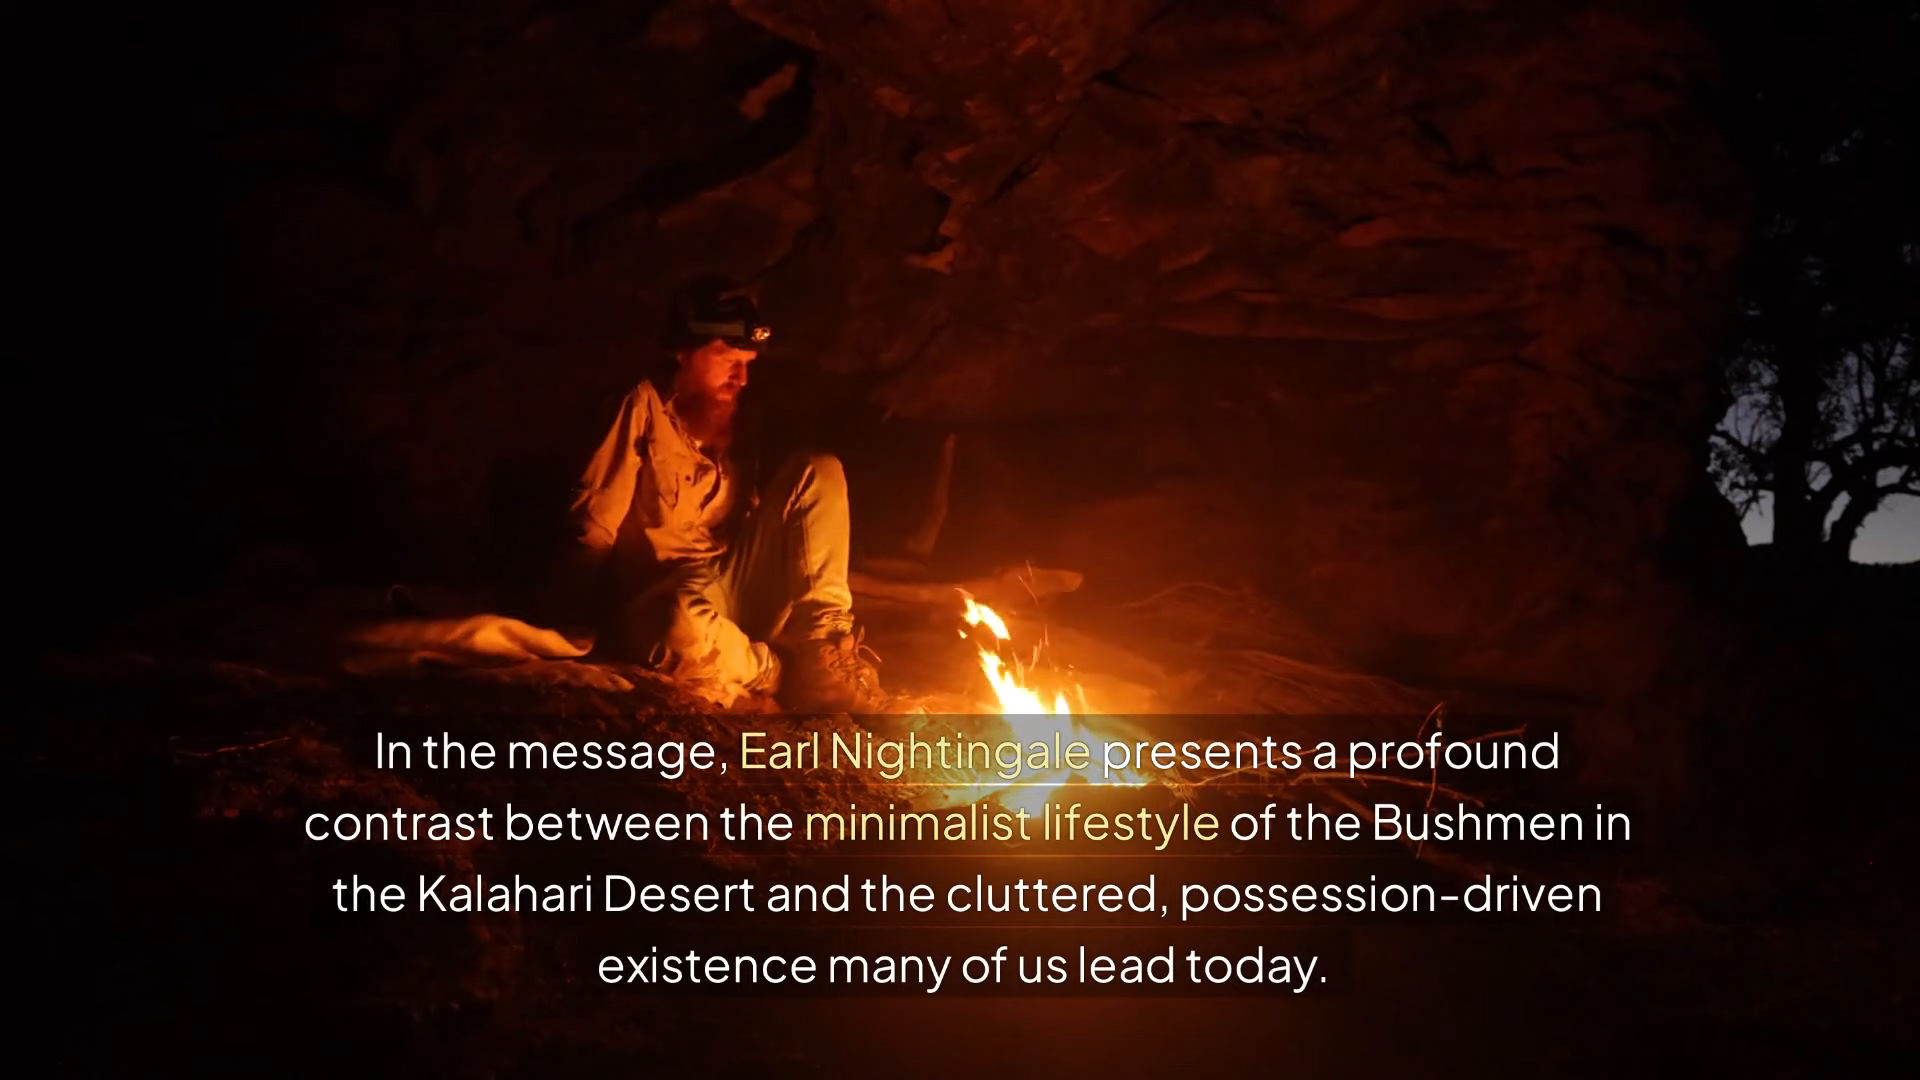 In the message, Earl Nightingale presents a profound
contrast between the minimalist lifestyle of the Bushmen in
the Kalahari Desert and the cluttered, possession-driven
existence many of us lead today.